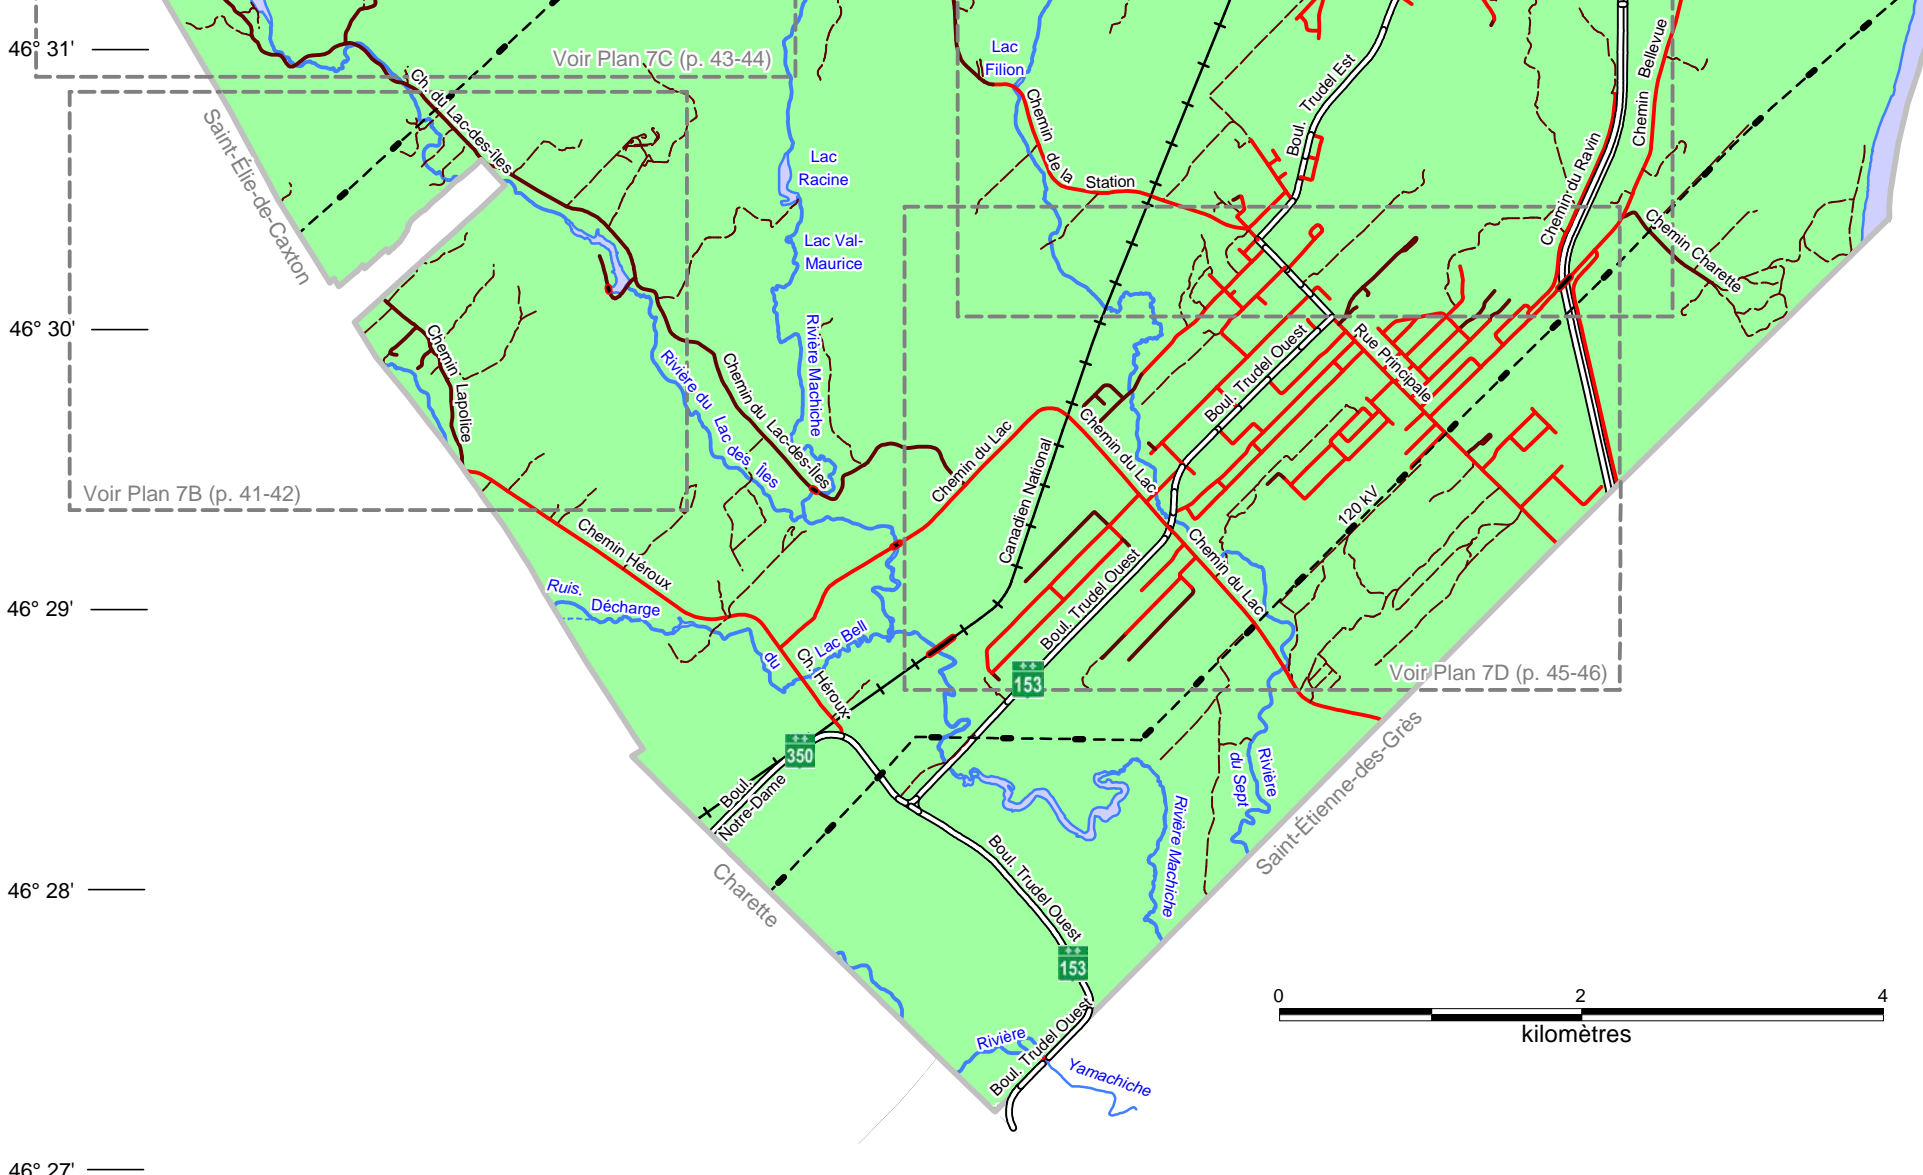 46° 31'
46° 30'
46° 29'
46° 28'
46° 27'
Voir Plan 7C (p. 43-44)
Voir Plan 7B (p. 41-42)
Voir Plan 7D (p. 45-46)
Saint-Élie-de-Caxton
Ch. du Lac-des-îles
Lac
Filion
Lac
Racine
Lac Val-
Maurice
Chemin de la Station
Boul. Trudel Est
Chemin du Ravin
Chemin Bellevue
Chemin Charette
Chemin Lapolice
Rivière du Lac des Îles
Chemin du Lac-des-Îles
Rivière Machiche
Boul. Trudel Ouest
Rue Principale
Chemin du Lac
Chemin du Lac
Canadien National
120 kV
Chemin Héroux
Ruis. Décharge du Lac Bell
Ch. Héroux
Boul. Trudel Ouest
Chemin du Lac
153
350
Boul.
Notre-Dame
Charette
Rivière
du Sept
Rivière Machiche
Saint-Étienne-des-Grès
Boul. Trudel Ouest
153
Boul. Trudel Ouest
Rivière Yamachiche
0 2 4
kilomètres